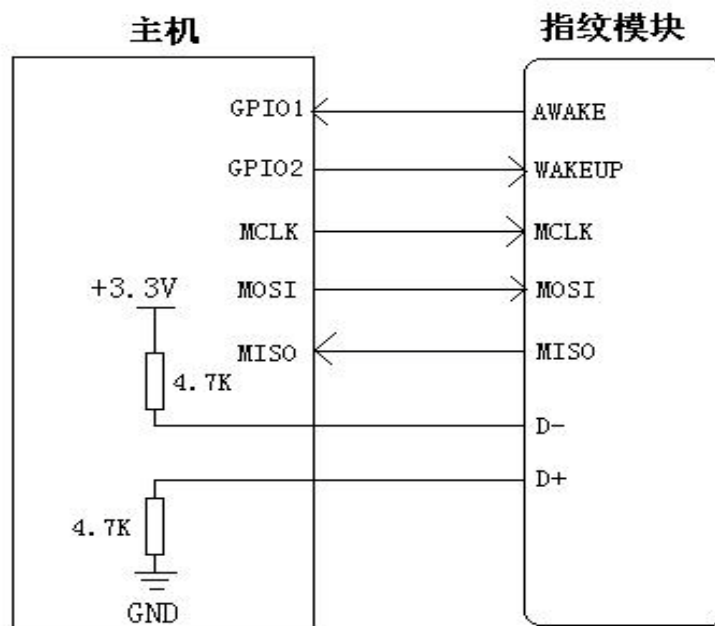 主机
指纹模块
GPIO1
AWAKE
GPIO2
WAKEUP
MCLK
MCLK
+3.3V
MOSI
MOSI
MISO
MISO
4.7K
D-
D+
4.7K
GND